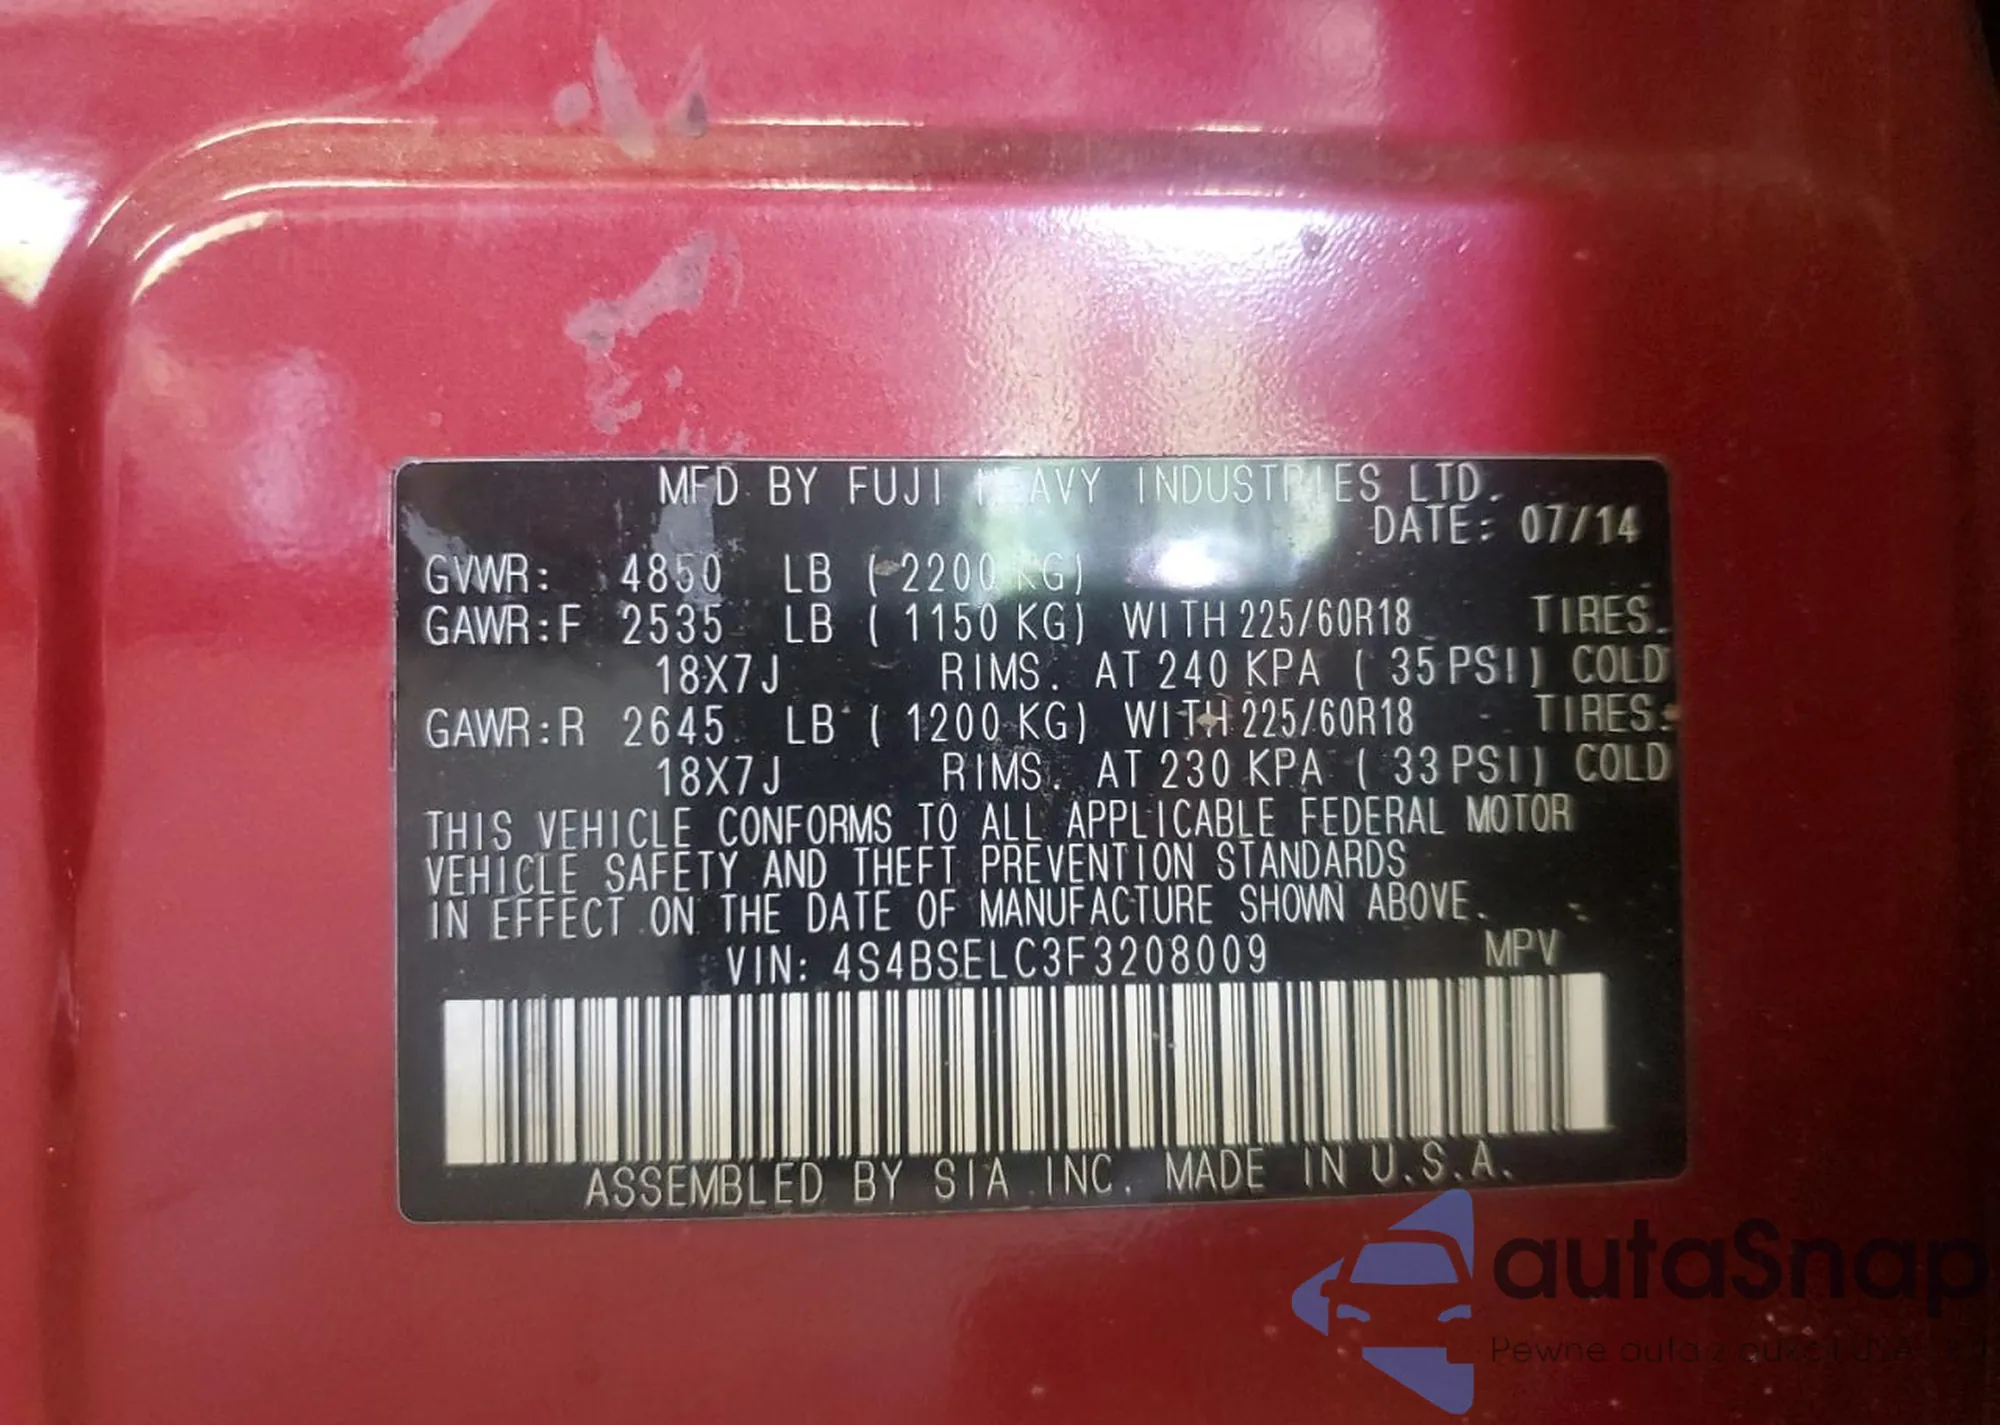 MFD BY FUJI HEAVY INDUSTRIES LTD.
DATE: 07/14
GVWR: 4850 LB ( 2200 KG)
GAWR:F 2535 LB ( 1150 KG) WITH 225/60R18 TIRES.
18X7J RIMS. AT 240 KPA ( 35 PSI) COLD
GAWR:R 2645 LB ( 1200 KG) WITH 225/60R18 TIRES.
18X7J RIMS. AT 230 KPA ( 33 PSI) COLD
THIS VEHICLE CONFORMS TO ALL APPLICABLE FEDERAL MOTOR
VEHICLE SAFETY AND THEFT PREVENTION STANDARDS
IN EFFECT ON THE DATE OF MANUFACTURE SHOWN ABOVE.
VIN: 4S4BSELC3F3208009 MPV
ASSEMBLED BY SIA INC. MADE IN U.S.A.
autaSnap
Pewne auta z aukcji USA